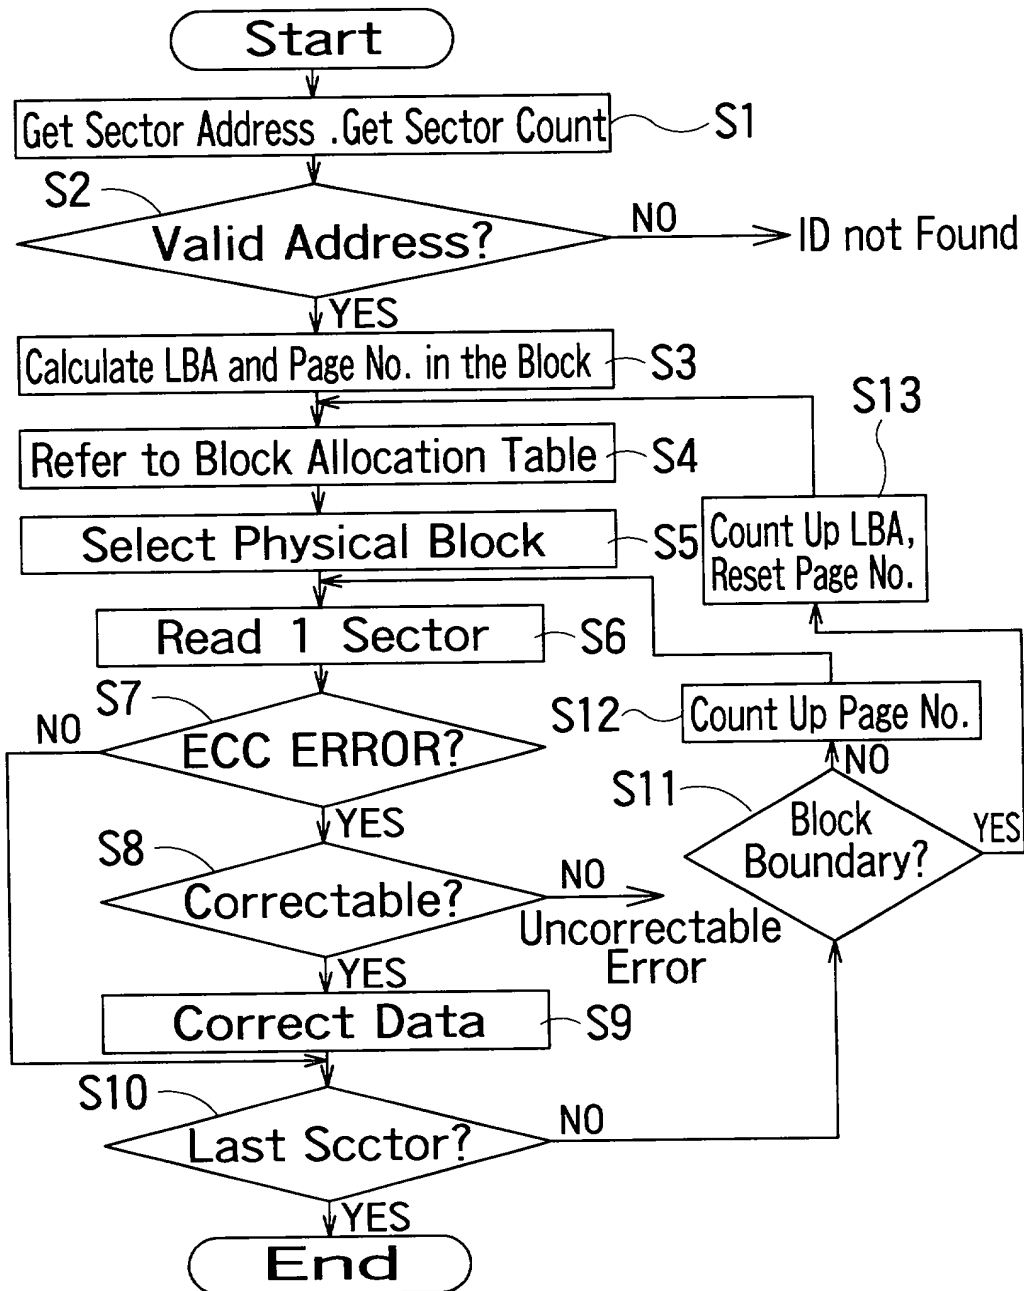 Start
Get Sector Address .Get Sector Count
S1
S2
Valid Address?
NO
ID not Found
YES
Calculate LBA and Page No. in the Block
S3
S13
Refer to Block Allocation Table
S4
Select Physical Block
S5
Count Up LBA,
Reset Page No.
Read 1 Sector
S6
S7
NO
ECC ERROR?
S12
Count Up Page No.
NO
YES
S11
Block
Boundary?
YES
S8
Correctable?
NO
Uncorrectable
Error
YES
Correct Data
S9
S10
Last Scctor?
NO
YES
End